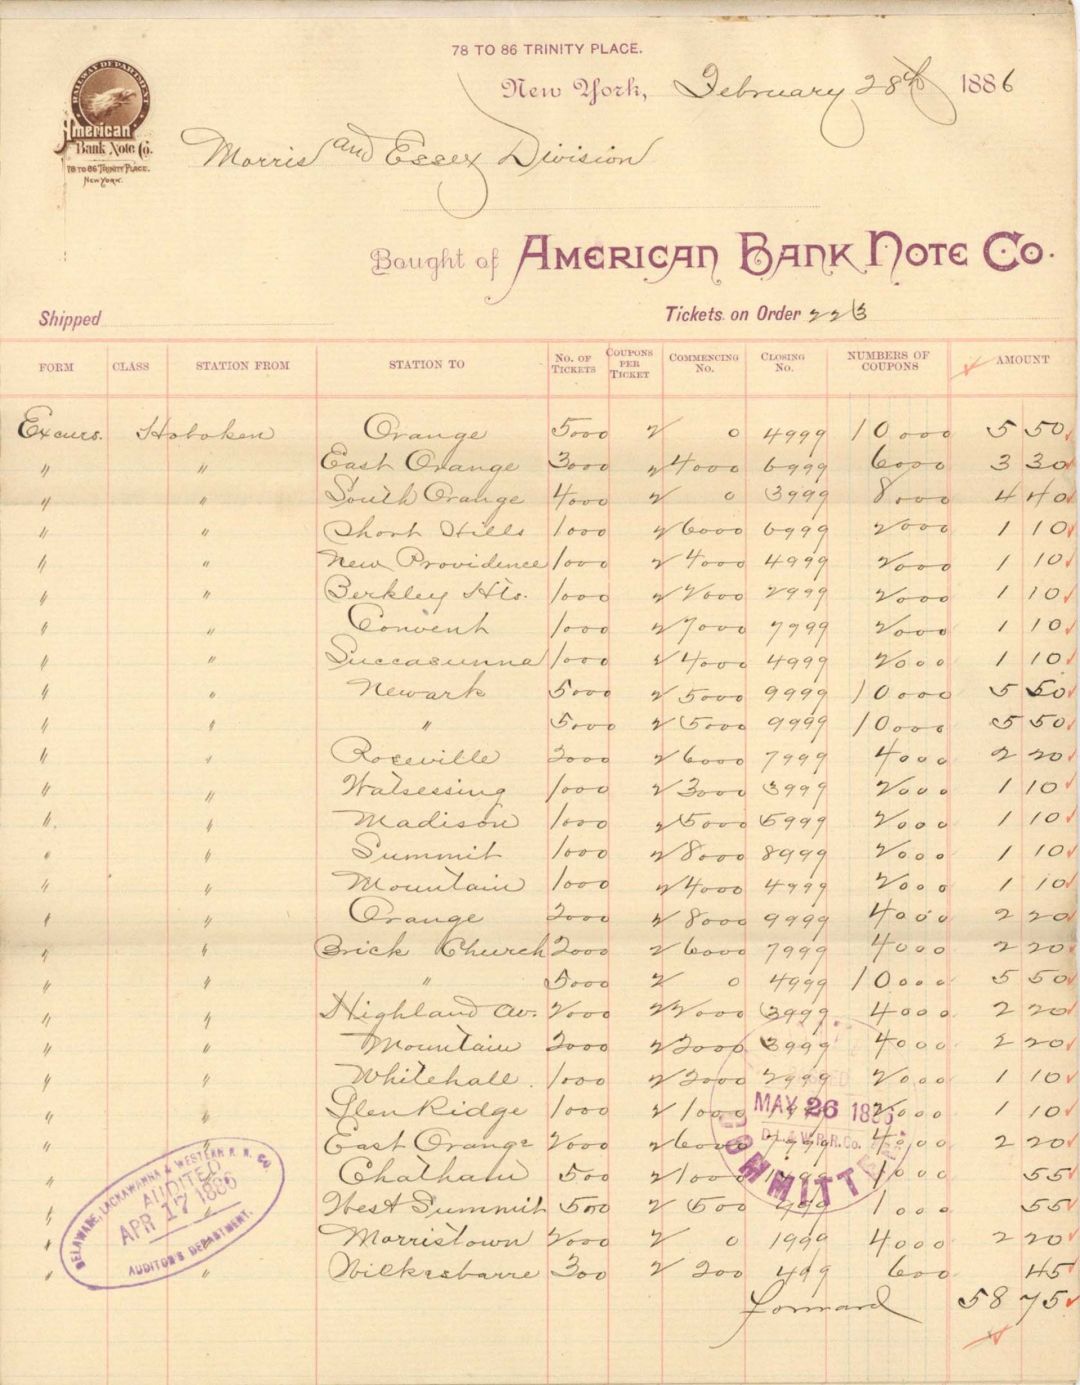 78 TO 86 TRINITY PLACE.
New York, February 28th 1886
RAILWAY DEPARTMENT
American
Bank Note Co.
78 TO 86 TRINITY PLACE.
NEW YORK.
Morris and Essex Division
Bought of AMERICAN BANK NOTE CO.
Shipped Tickets on Order 226
FORM CLASS STATION FROM STATION TO NO. OF TICKETS COUPONS PER TICKET COMMENCING NO. CLOSING NO. NUMBERS OF COUPONS AMOUNT
Excurs. Hoboken Orange 5000 2 0 4999 10000 5 50
" " East Orange 3000 2 4000 6999 6000 3 30
" " South Orange 4000 2 0 3999 8000 4 40
" " Short Hills 1000 2 6000 6999 2000 1 10
" " New Providence 1000 2 4000 4999 2000 1 10
" " Berkley Hts. 1000 2 2000 2999 2000 1 10
" " Convent 1000 2 7000 7999 2000 1 10
" " Succasunna 1000 2 4000 4999 2000 1 10
" " Newark 5000 2 5000 9999 10000 5 50
" " " 5000 2 5000 9999 10000 5 50
" " Roseville 2000 2 6000 7999 4000 2 20
" " Watsessing 1000 2 3000 3999 2000 1 10
" " Madison 1000 2 5000 5999 2000 1 10
" " Summit 1000 2 8000 8999 2000 1 10
" " Mountain 1000 2 4000 4999 2000 1 10
" " Orange 2000 2 8000 9999 4000 2 20
" " Brick Church 2000 2 6000 7999 4000 2 20
" " " 5000 2 0 4999 10000 5 50
" " Highland Av. 2000 2 2000 3999 4000 2 20
" " Mountain 2000 2 2000 3999 4000 2 20
" " Whitehall. 1000 2 2000 2999 2000 1 10
" " Glen Ridge 1000 2 1000 2000 1 10
" " East Orange 2000 2 6000 7999 4000 2 20
" " Chatham 500 2 1000 1499 1000 55
" " West Summit 500 2 500 999 1000 55
" " Morristown 2000 2 0 1999 4000 2 20
" " Wilkesbarre 300 2 200 499 600 45
forward 58 75
DELAWARE, LACKAWANNA & WESTERN R. R. CO
AUDITED
APR 17 1886
AUDITOR'S DEPARTMENT.
MAY 26 1886
D. L. & W. R. R. Co.
COMMITTEE